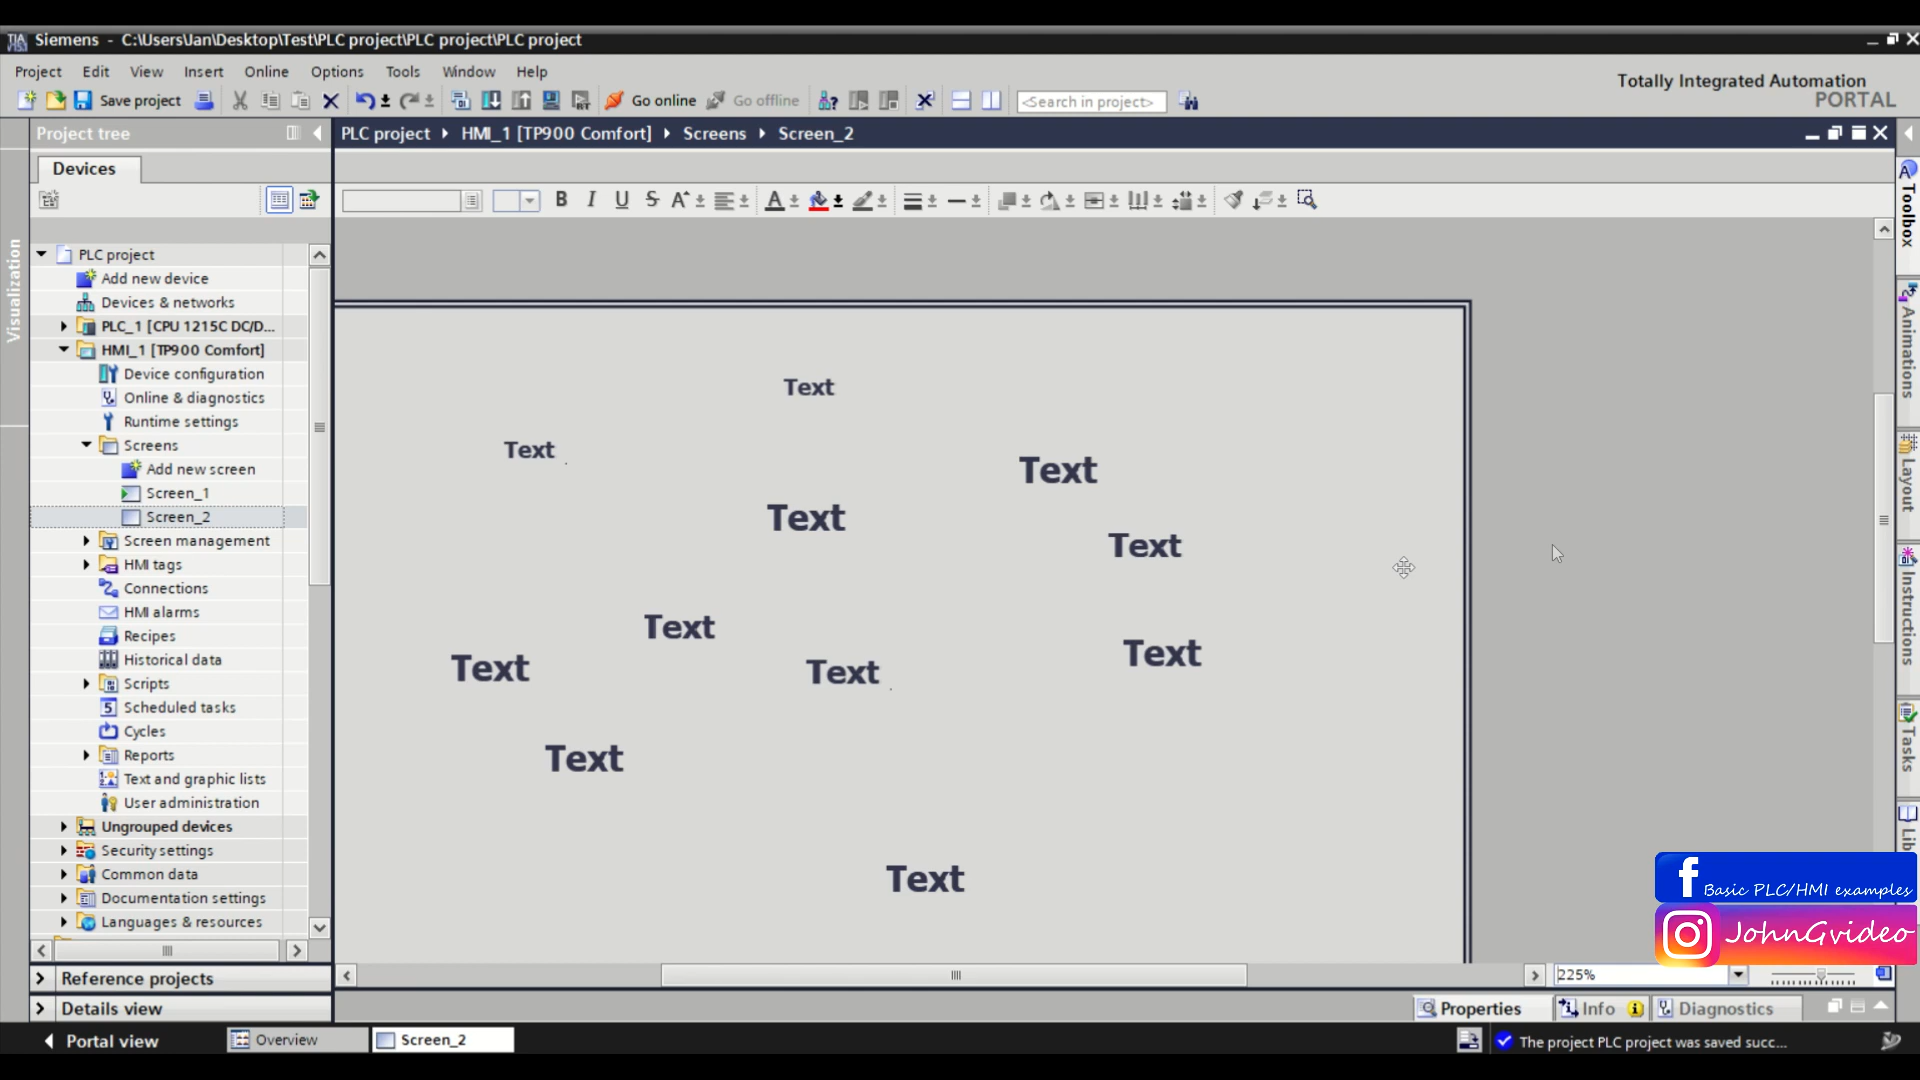 Siemens - C:\Users\Jan\Desktop\Test\PLC project\PLC project\PLC project
Project Edit View Insert Online Options Tools Window Help
Totally Integrated Automation
PORTAL
Save project Go online Go offline <Search in project>
Project tree
PLC project HMI_1 [TP900 Comfort] Screens Screen_2
Devices
B I U S A A
Visualization
PLC project
Add new device
Devices & networks
PLC_1 [CPU 1215C DC/D...
HMI_1 [TP900 Comfort]
Device configuration
Online & diagnostics
Runtime settings
Screens
Add new screen
Screen_1
Screen_2
Screen management
HMI tags
Connections
HMI alarms
Recipes
Historical data
Scripts
Scheduled tasks
Cycles
Reports
Text and graphic lists
User administration
Ungrouped devices
Security settings
Common data
Documentation settings
Languages & resources
Reference projects
Details view
Text
Text
Text
Text
Text
Text
Text
Text
Text
Text
Text
Toolbox
Animations
Layout
Instructions
Tasks
Lib
Basic PLC/HMI examples
JohnGvideo
225%
Properties Info Diagnostics
Portal view Overview Screen_2
The project PLC project was saved succ...